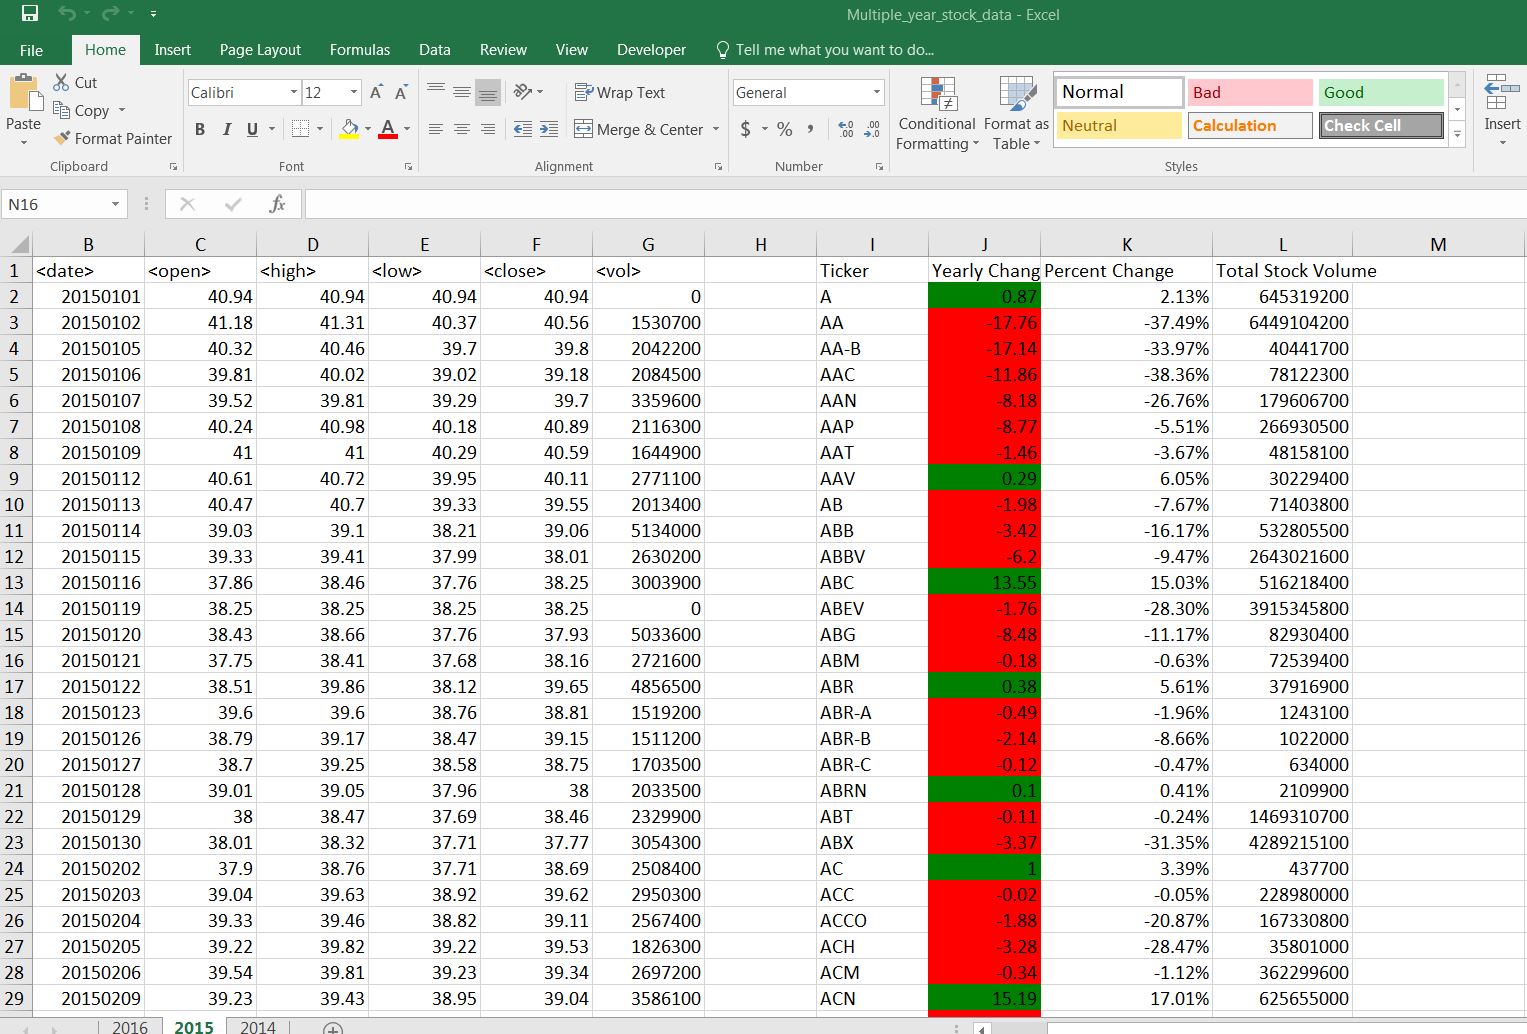 Multiple_year_stock_data - Excel
File Home Insert Page Layout Formulas Data Review View Developer Tell me what you want to do...
Cut
Copy
Format Painter
Paste
Clipboard
Calibri 12 A A
B I U A
Font
Wrap Text
Merge & Center
Alignment
General
$ % , .0 .00 .00 .0
Number
Conditional Formatting
Format as Table
Normal Bad Good
Neutral Calculation Check Cell
Styles
Insert
N16 fx
B C D E F G H I J K L M
1 <date> <open> <high> <low> <close> <vol> Ticker Yearly Chang Percent Change Total Stock Volume
2 20150101 40.94 40.94 40.94 40.94 0 A 0.87 2.13% 645319200
3 20150102 41.18 41.31 40.37 40.56 1530700 AA -17.76 -37.49% 6449104200
4 20150105 40.32 40.46 39.7 39.8 2042200 AA-B -17.14 -33.97% 40441700
5 20150106 39.81 40.02 39.02 39.18 2084500 AAC -11.86 -38.36% 78122300
6 20150107 39.52 39.81 39.29 39.7 3359600 AAN -8.18 -26.76% 179606700
7 20150108 40.24 40.98 40.18 40.89 2116300 AAP -8.77 -5.51% 266930500
8 20150109 41 41 40.29 40.59 1644900 AAT -1.46 -3.67% 48158100
9 20150112 40.61 40.72 39.95 40.11 2771100 AAV 0.29 6.05% 30229400
10 20150113 40.47 40.7 39.33 39.55 2013400 AB -1.98 -7.67% 71403800
11 20150114 39.03 39.1 38.21 39.06 5134000 ABB -3.42 -16.17% 532805500
12 20150115 39.33 39.41 37.99 38.01 2630200 ABBV -6.2 -9.47% 2643021600
13 20150116 37.86 38.46 37.76 38.25 3003900 ABC 13.55 15.03% 516218400
14 20150119 38.25 38.25 38.25 38.25 0 ABEV -1.76 -28.30% 3915345800
15 20150120 38.43 38.66 37.76 37.93 5033600 ABG -8.48 -11.17% 82930400
16 20150121 37.75 38.41 37.68 38.16 2721600 ABM -0.18 -0.63% 72539400
17 20150122 38.51 39.86 38.12 39.65 4856500 ABR 0.38 5.61% 37916900
18 20150123 39.6 39.6 38.76 38.81 1519200 ABR-A -0.49 -1.96% 1243100
19 20150126 38.79 39.17 38.47 39.15 1511200 ABR-B -2.14 -8.66% 1022000
20 20150127 38.7 39.25 38.58 38.75 1703500 ABR-C -0.12 -0.47% 634000
21 20150128 39.01 39.05 37.96 38 2033500 ABRN 0.1 0.41% 2109900
22 20150129 38 38.47 37.69 38.46 2329900 ABT -0.11 -0.24% 1469310700
23 20150130 38.01 38.32 37.71 37.77 3054300 ABX -3.37 -31.35% 4289215100
24 20150202 37.9 38.76 37.71 38.69 2508400 AC 1 3.39% 437700
25 20150203 39.04 39.63 38.92 39.62 2950300 ACC -0.02 -0.05% 228980000
26 20150204 39.33 39.46 38.82 39.11 2567400 ACCO -1.88 -20.87% 167330800
27 20150205 39.22 39.82 39.22 39.53 1826300 ACH -3.28 -28.47% 35801000
28 20150206 39.54 39.81 39.23 39.34 2697200 ACM -0.34 -1.12% 362299600
29 20150209 39.23 39.43 38.95 39.04 3586100 ACN 15.19 17.01% 625655000
2016 2015 2014